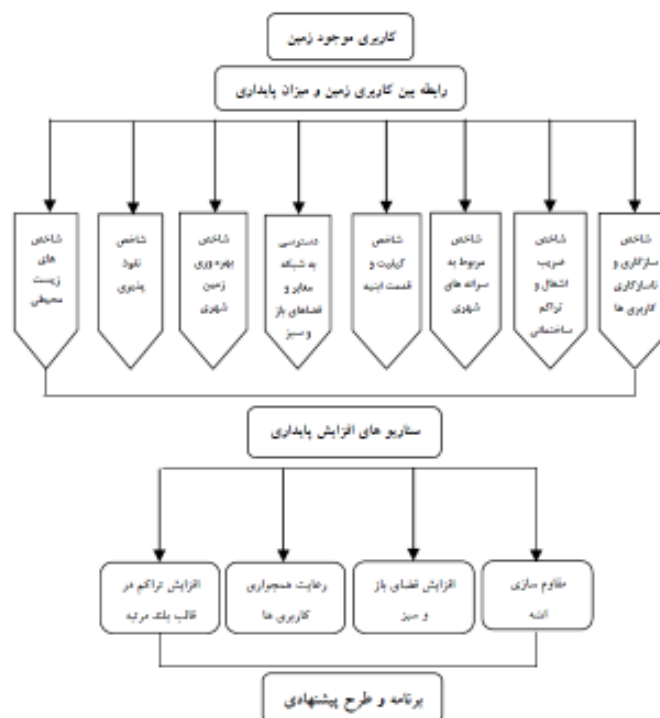 کاربری موجود زمین
رابطه بین کاربری زمین و میزان پایداری
شاخص
سازگاری و
ناسازگاری
کاربری ها
شاخص
ضریب
اشغال و
تراکم
ساختمانی
شاخص
مربوط به
سرانه های
شهری
شاخص
کیفیت و
قدمت ابنیه
دسترسی
به شبکه
معابر و
فضاهای باز
و سبز
شاخص
بهره وری
زمین
شهری
شاخص
نفوذ
پذیری
شاخص
های
زیست
محیطی
سناریو های افزایش پایداری
مقاوم سازی
ابنیه
افزایش فضای باز
و سبز
رعایت همجواری
کاربری ها
افزایش تراکم در
قالب بلند مرتبه
برنامه و طرح پیشنهادی